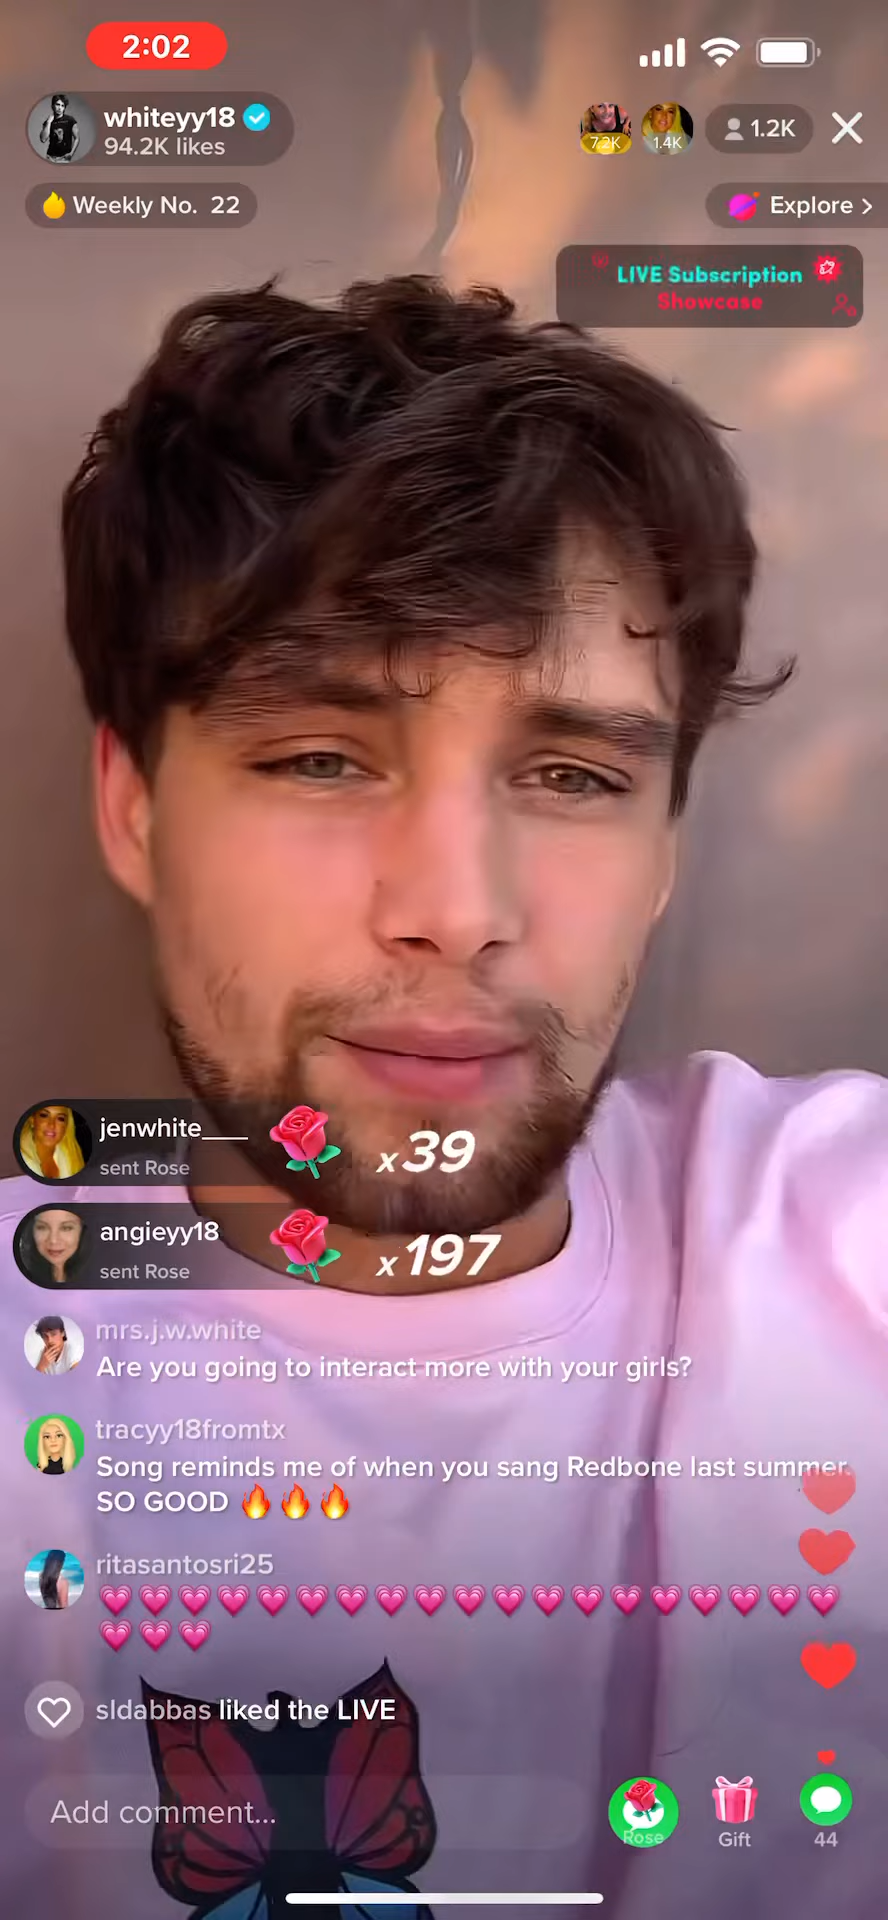 2:02
whiteyy18
94.2K likes
7.2K
1.4K
1.2K
Weekly No. 22
Explore >
LIVE Subscription
Showcase
jenwhite___
sent Rose
x39
angieyy18
sent Rose
x197
mrs.j.w.white
Are you going to interact more with your girls?
tracyy18fromtx
Song reminds me of when you sang Redbone last summer
SO GOOD 🔥🔥🔥
ritasantosri25
sldabbas liked the LIVE
Add comment...
Rose
Gift
44